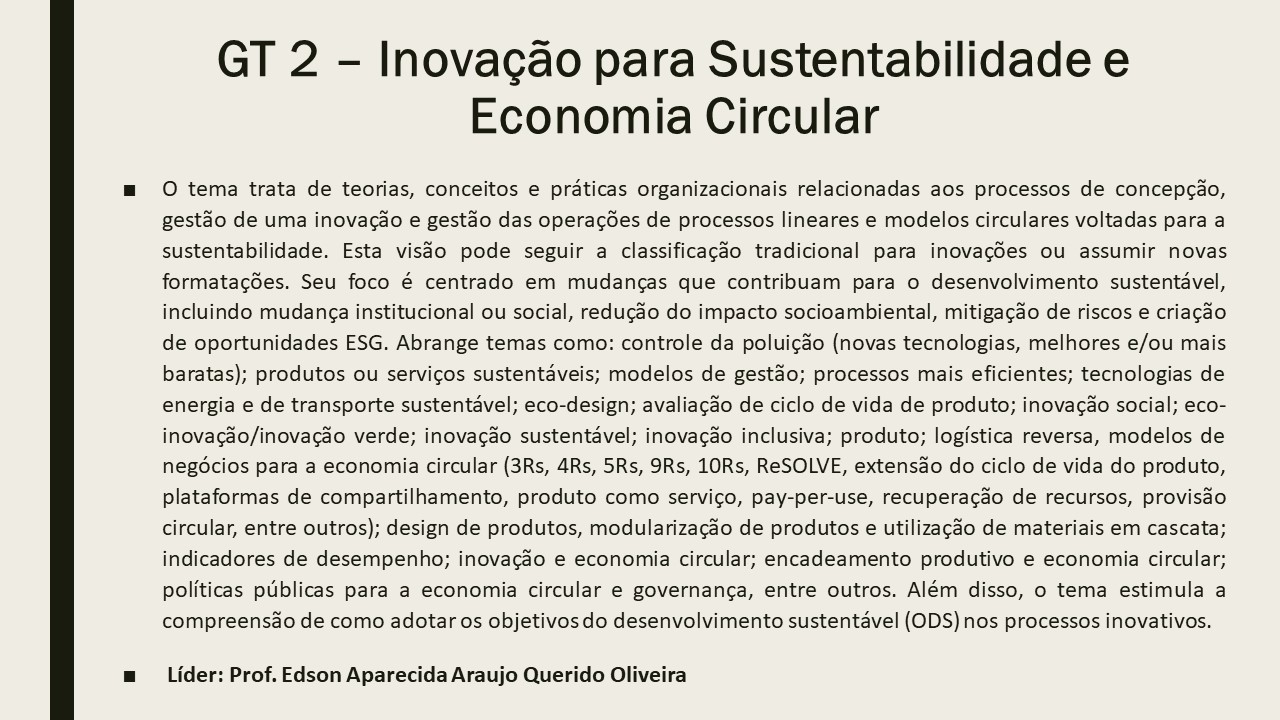 GT 2 – Inovação para Sustentabilidade e
Economia Circular
■ O tema trata de teorias, conceitos e práticas organizacionais relacionadas aos processos de concepção,
gestão de uma inovação e gestão das operações de processos lineares e modelos circulares voltadas para a
sustentabilidade. Esta visão pode seguir a classificação tradicional para inovações ou assumir novas
formatações. Seu foco é centrado em mudanças que contribuam para o desenvolvimento sustentável,
incluindo mudança institucional ou social, redução do impacto socioambiental, mitigação de riscos e criação
de oportunidades ESG. Abrange temas como: controle da poluição (novas tecnologias, melhores e/ou mais
baratas); produtos ou serviços sustentáveis; modelos de gestão; processos mais eficientes; tecnologias de
energia e de transporte sustentável; eco-design; avaliação de ciclo de vida de produto; inovação social; eco-
inovação/inovação verde; inovação sustentável; inovação inclusiva; produto; logística reversa, modelos de
negócios para a economia circular (3Rs, 4Rs, 5Rs, 9Rs, 10Rs, ReSOLVE, extensão do ciclo de vida do produto,
plataformas de compartilhamento, produto como serviço, pay-per-use, recuperação de recursos, provisão
circular, entre outros); design de produtos, modularização de produtos e utilização de materiais em cascata;
indicadores de desempenho; inovação e economia circular; encadeamento produtivo e economia circular;
políticas públicas para a economia circular e governança, entre outros. Além disso, o tema estimula a
compreensão de como adotar os objetivos do desenvolvimento sustentável (ODS) nos processos inovativos.
■ Líder: Prof. Edson Aparecida Araujo Querido Oliveira